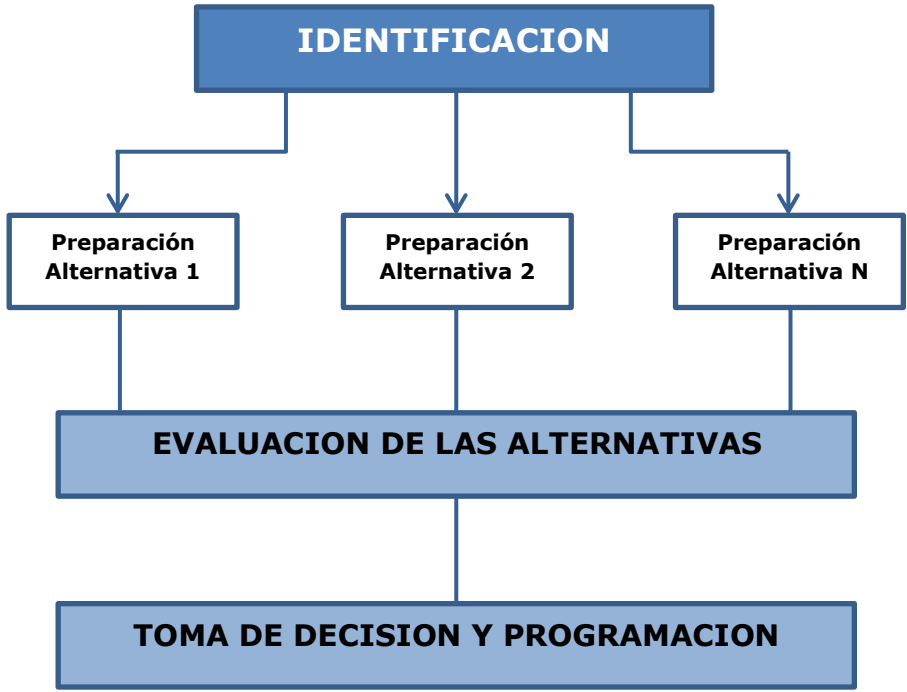 IDENTIFICACION
Preparación
Alternativa 1
Preparación
Alternativa 2
Preparación
Alternativa N
EVALUACION DE LAS ALTERNATIVAS
TOMA DE DECISION Y PROGRAMACION